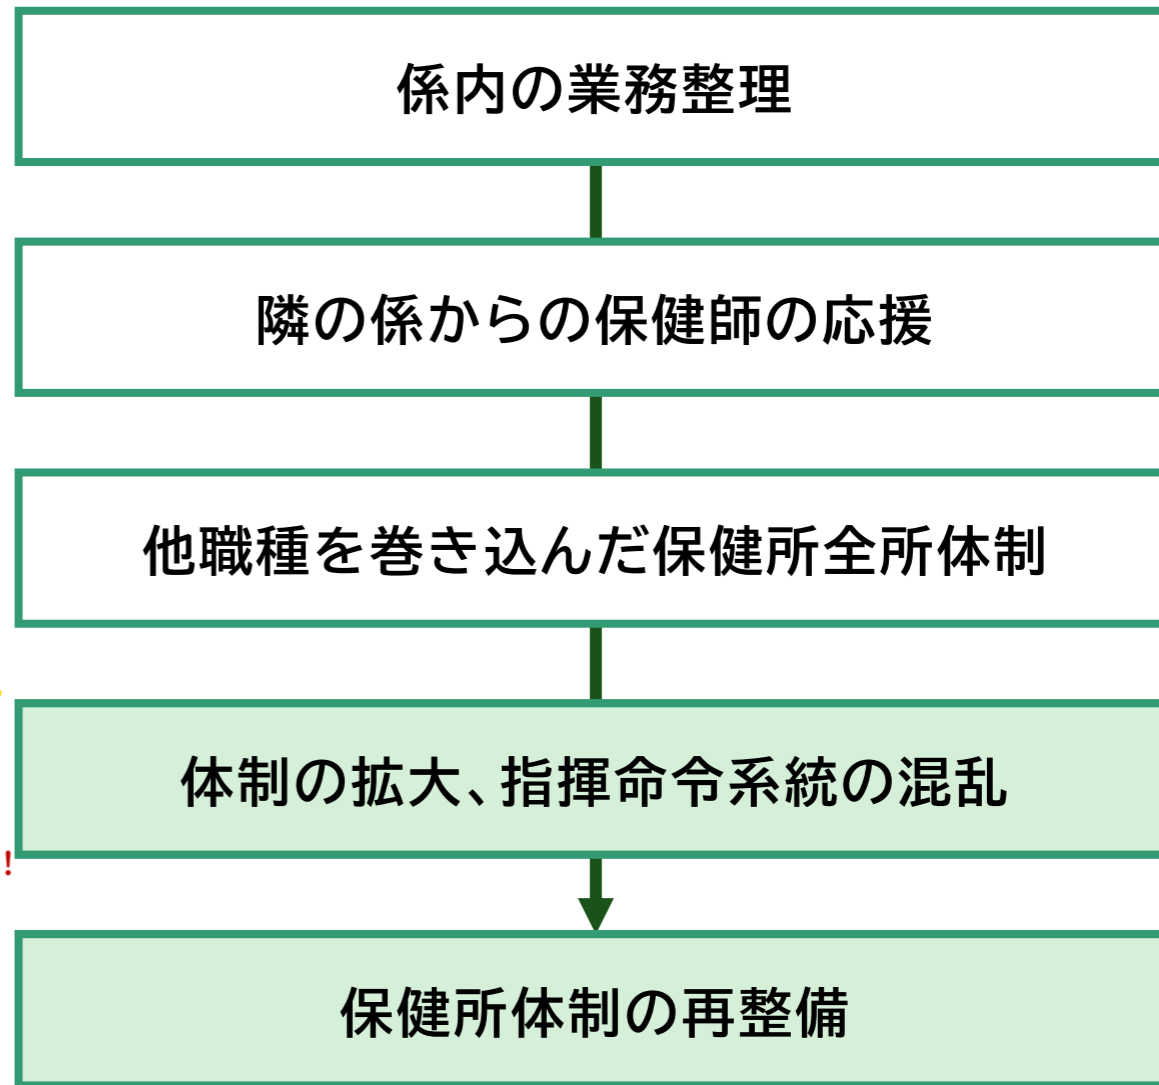 係内の業務整理
隣の係からの保健師の応援
他職種を巻き込んだ保健所全所体制
体制の拡大、指揮命令系統の混乱
!
保健所体制の再整備